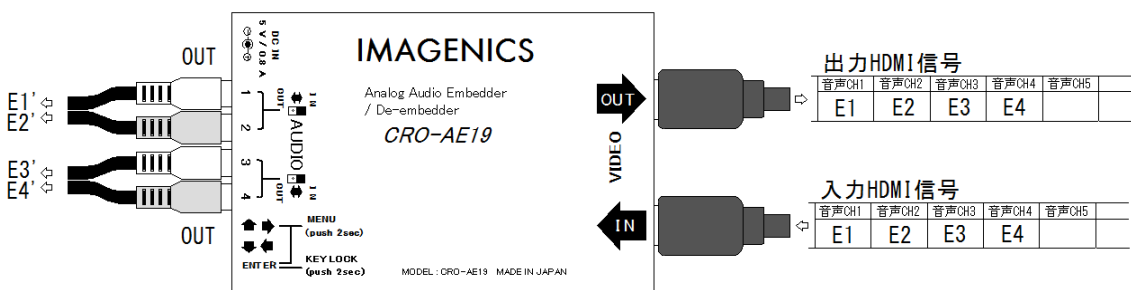 OUT
E1'
E2'
E3'
E4'
OUT
DC IN
5 V / 0.8 A
1
2
3
4
OUT
IN
AUDIO
OUT
IN
IMAGENICS
Analog Audio Embedder
/ De-embedder
CRO-AE19
MENU
(push 2sec)
ENTER
KEY LOCK
(push 2sec)
MODEL : CRO-AE19 MADE IN JAPAN
OUT
VIDEO
IN
出力HDMI信号
音声CH1 音声CH2 音声CH3 音声CH4 音声CH5
E1 E2 E3 E4
入力HDMI信号
音声CH1 音声CH2 音声CH3 音声CH4 音声CH5
E1 E2 E3 E4